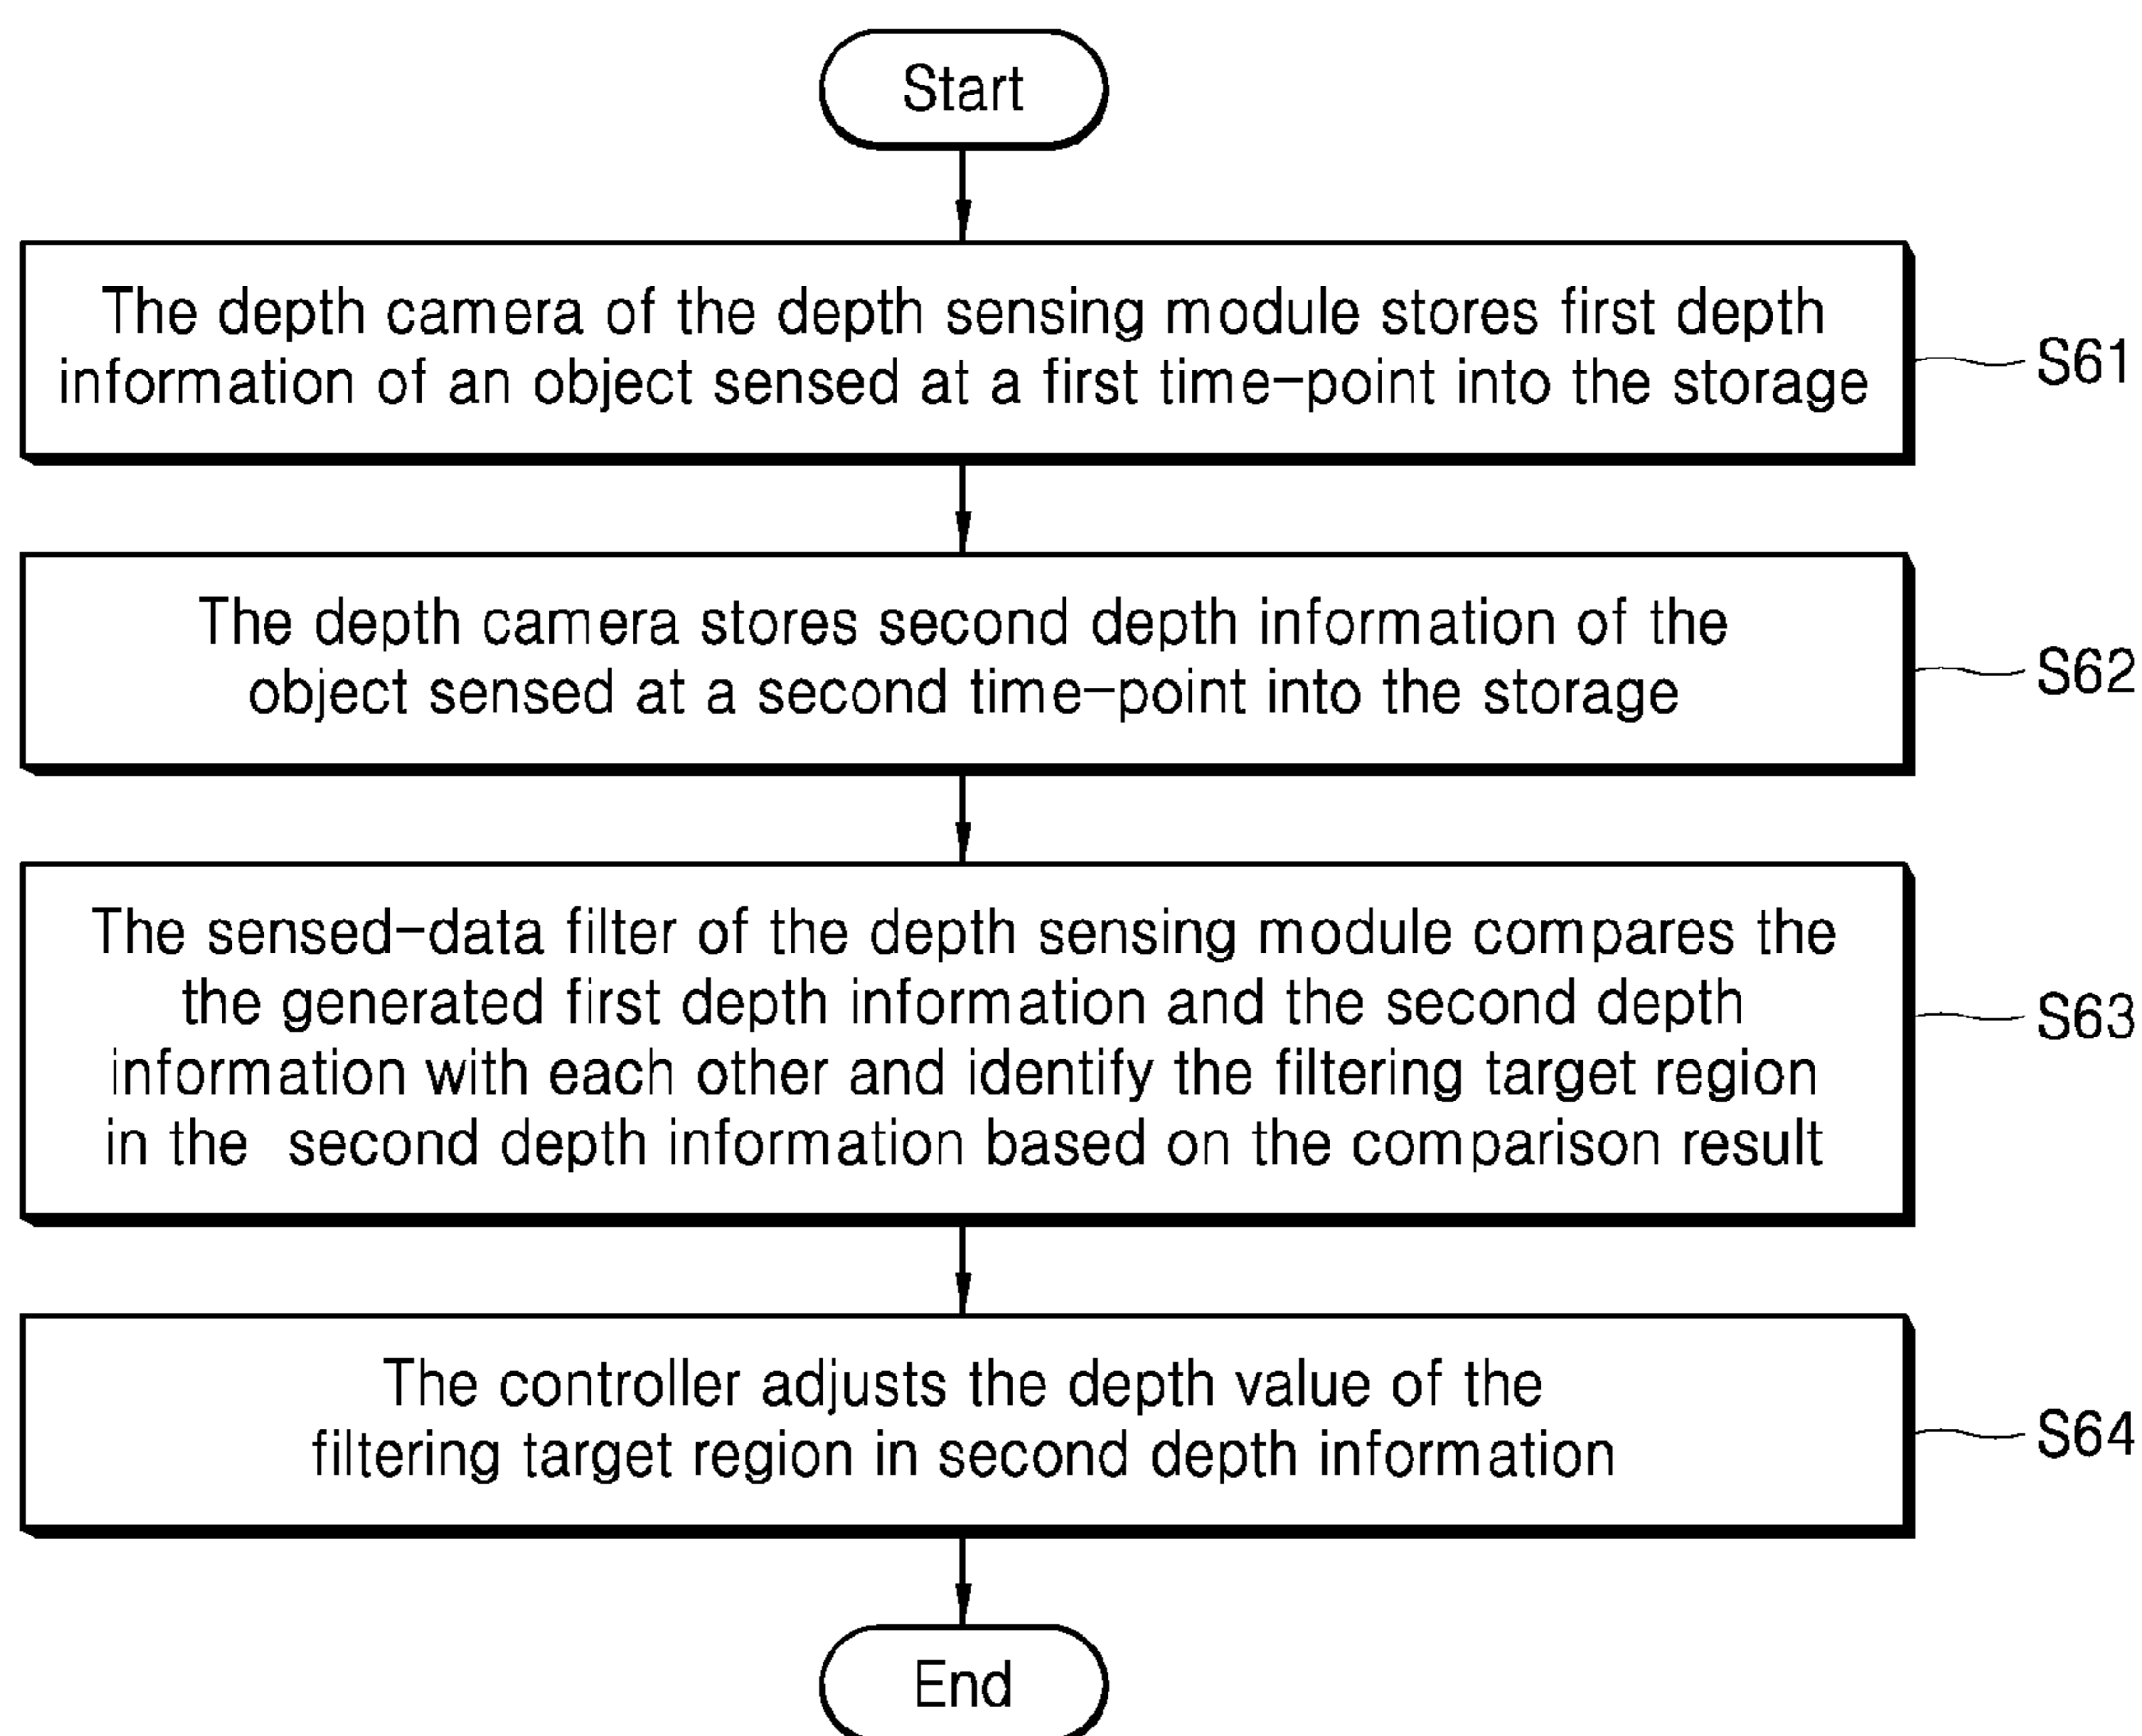 Start
The depth camera of the depth sensing module stores first depth
information of an object sensed at a first time-point into the storage
S61
The depth camera stores second depth information of the
object sensed at a second time-point into the storage
S62
The sensed-data filter of the depth sensing module compares the
the generated first depth information and the second depth
information with each other and identify the filtering target region
in the second depth information based on the comparison result
S63
The controller adjusts the depth value of the
filtering target region in second depth information
S64
End